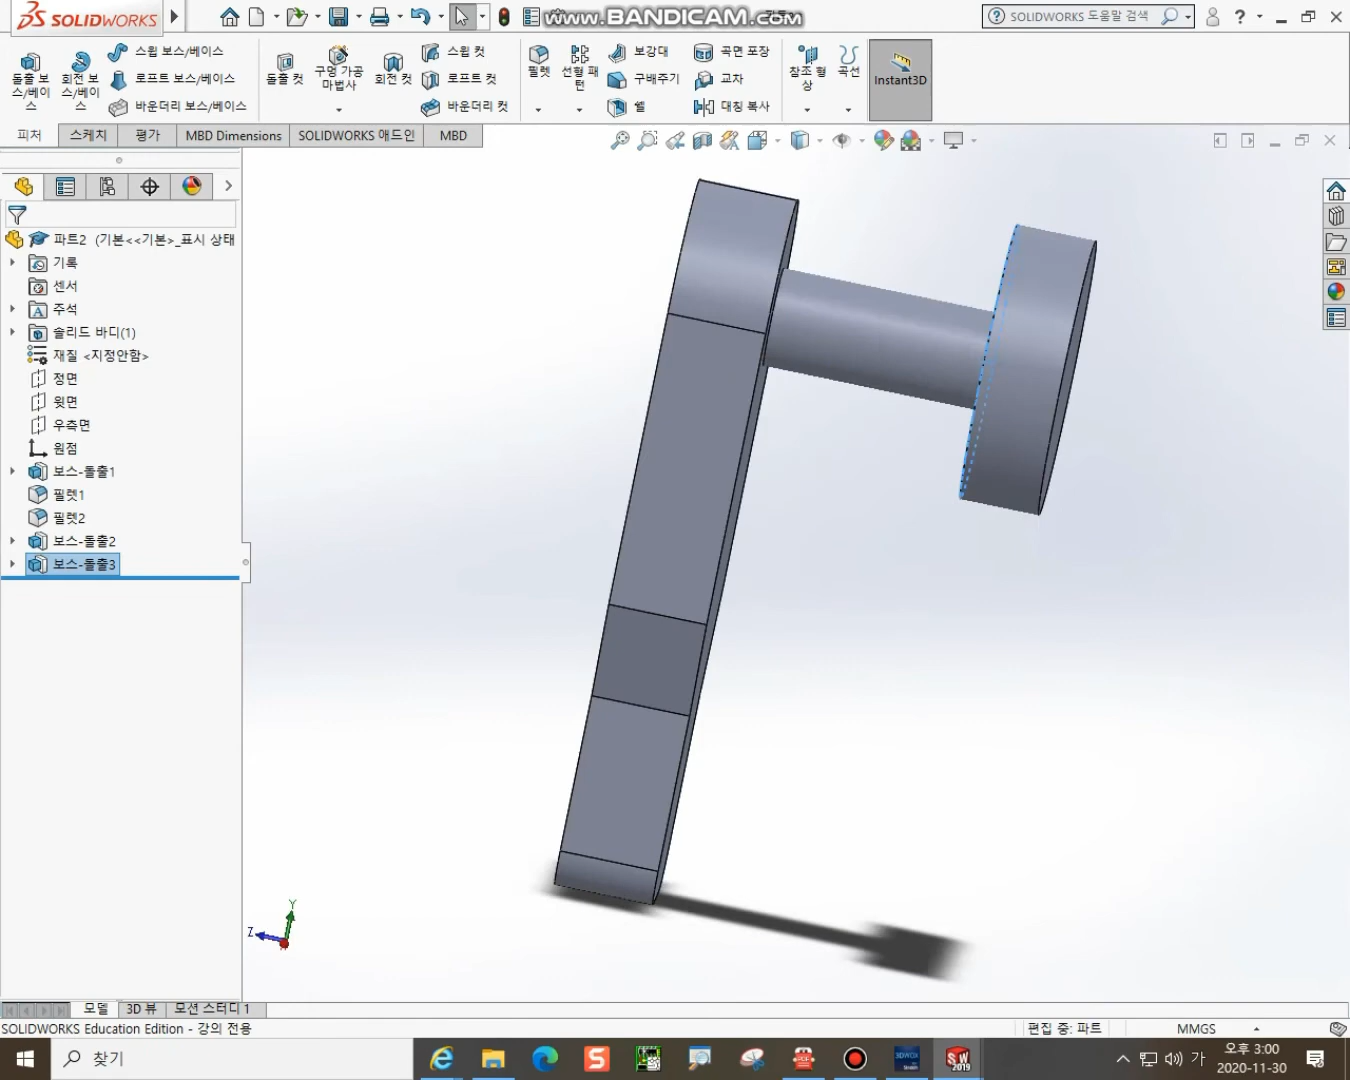 SOLIDWORKS
www.BANDICAM.com
SOLIDWORKS 도움말 검색
?
돌출 보스/베이스
회전 보스/베이스
스윕 보스/베이스
로프트 보스/베이스
바운더리 보스/베이스
돌출 컷
구멍 가공 마법사
회전 컷
스윕 컷
로프트 컷
바운더리 컷
필렛
선형 패턴
보강대
구배주기
쉘
곡면 포장
교차
대칭 복사
참조 형상
곡선
Instant3D
피처
스케치
평가
MBD Dimensions
SOLIDWORKS 애드인
MBD
파트2 (기본<<기본>_표시 상태
기록
센서
주석
솔리드 바디(1)
재질 <지정안함>
정면
윗면
우측면
원점
보스-돌출1
필렛1
필렛2
보스-돌출2
보스-돌출3
Y
Z
모델
3D 뷰
모션 스터디 1
SOLIDWORKS Education Edition - 강의 전용
편집 중: 파트
MMGS
찾기
가
오후 3:00
2020-11-30